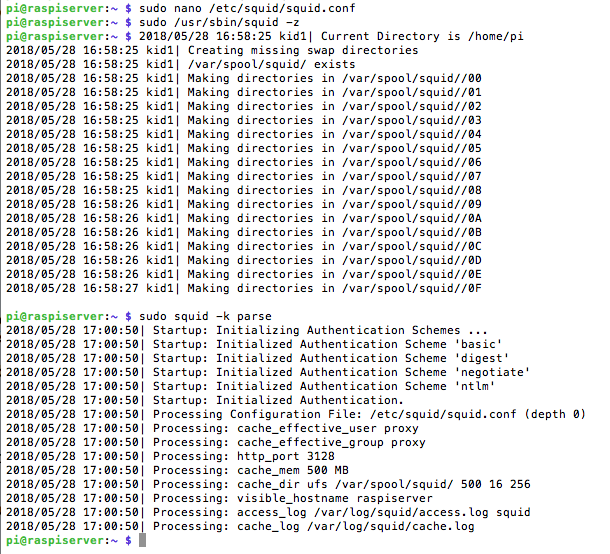 pi@raspiserver:~ $ sudo nano /etc/squid/squid.conf
pi@raspiserver:~ $ sudo /usr/sbin/squid -z
pi@raspiserver:~ $ 2018/05/28 16:58:25 kid1| Current Directory is /home/pi
2018/05/28 16:58:25 kid1| Creating missing swap directories
2018/05/28 16:58:25 kid1| /var/spool/squid/ exists
2018/05/28 16:58:25 kid1| Making directories in /var/spool/squid//00
2018/05/28 16:58:25 kid1| Making directories in /var/spool/squid//01
2018/05/28 16:58:25 kid1| Making directories in /var/spool/squid//02
2018/05/28 16:58:25 kid1| Making directories in /var/spool/squid//03
2018/05/28 16:58:25 kid1| Making directories in /var/spool/squid//04
2018/05/28 16:58:25 kid1| Making directories in /var/spool/squid//05
2018/05/28 16:58:26 kid1| Making directories in /var/spool/squid//06
2018/05/28 16:58:26 kid1| Making directories in /var/spool/squid//07
2018/05/28 16:58:26 kid1| Making directories in /var/spool/squid//08
2018/05/28 16:58:26 kid1| Making directories in /var/spool/squid//09
2018/05/28 16:58:26 kid1| Making directories in /var/spool/squid//0A
2018/05/28 16:58:26 kid1| Making directories in /var/spool/squid//0B
2018/05/28 16:58:26 kid1| Making directories in /var/spool/squid//0C
2018/05/28 16:58:26 kid1| Making directories in /var/spool/squid//0D
2018/05/28 16:58:26 kid1| Making directories in /var/spool/squid//0E
2018/05/28 16:58:27 kid1| Making directories in /var/spool/squid//0F
pi@raspiserver:~ $ sudo squid -k parse
2018/05/28 17:00:50| Startup: Initializing Authentication Schemes ...
2018/05/28 17:00:50| Startup: Initialized Authentication Scheme 'basic'
2018/05/28 17:00:50| Startup: Initialized Authentication Scheme 'digest'
2018/05/28 17:00:50| Startup: Initialized Authentication Scheme 'negotiate'
2018/05/28 17:00:50| Startup: Initialized Authentication Scheme 'ntlm'
2018/05/28 17:00:50| Startup: Initialized Authentication.
2018/05/28 17:00:50| Processing Configuration File: /etc/squid/squid.conf (depth 0)
2018/05/28 17:00:50| Processing: cache_effective_user proxy
2018/05/28 17:00:50| Processing: cache_effective_group proxy
2018/05/28 17:00:50| Processing: http_port 3128
2018/05/28 17:00:50| Processing: cache_mem 500 MB
2018/05/28 17:00:50| Processing: cache_dir ufs /var/spool/squid/ 500 16 256
2018/05/28 17:00:50| Processing: visible_hostname raspiserver
2018/05/28 17:00:50| Processing: access_log /var/log/squid/access.log squid
2018/05/28 17:00:50| Processing: cache_log /var/log/squid/cache.log
pi@raspiserver:~ $